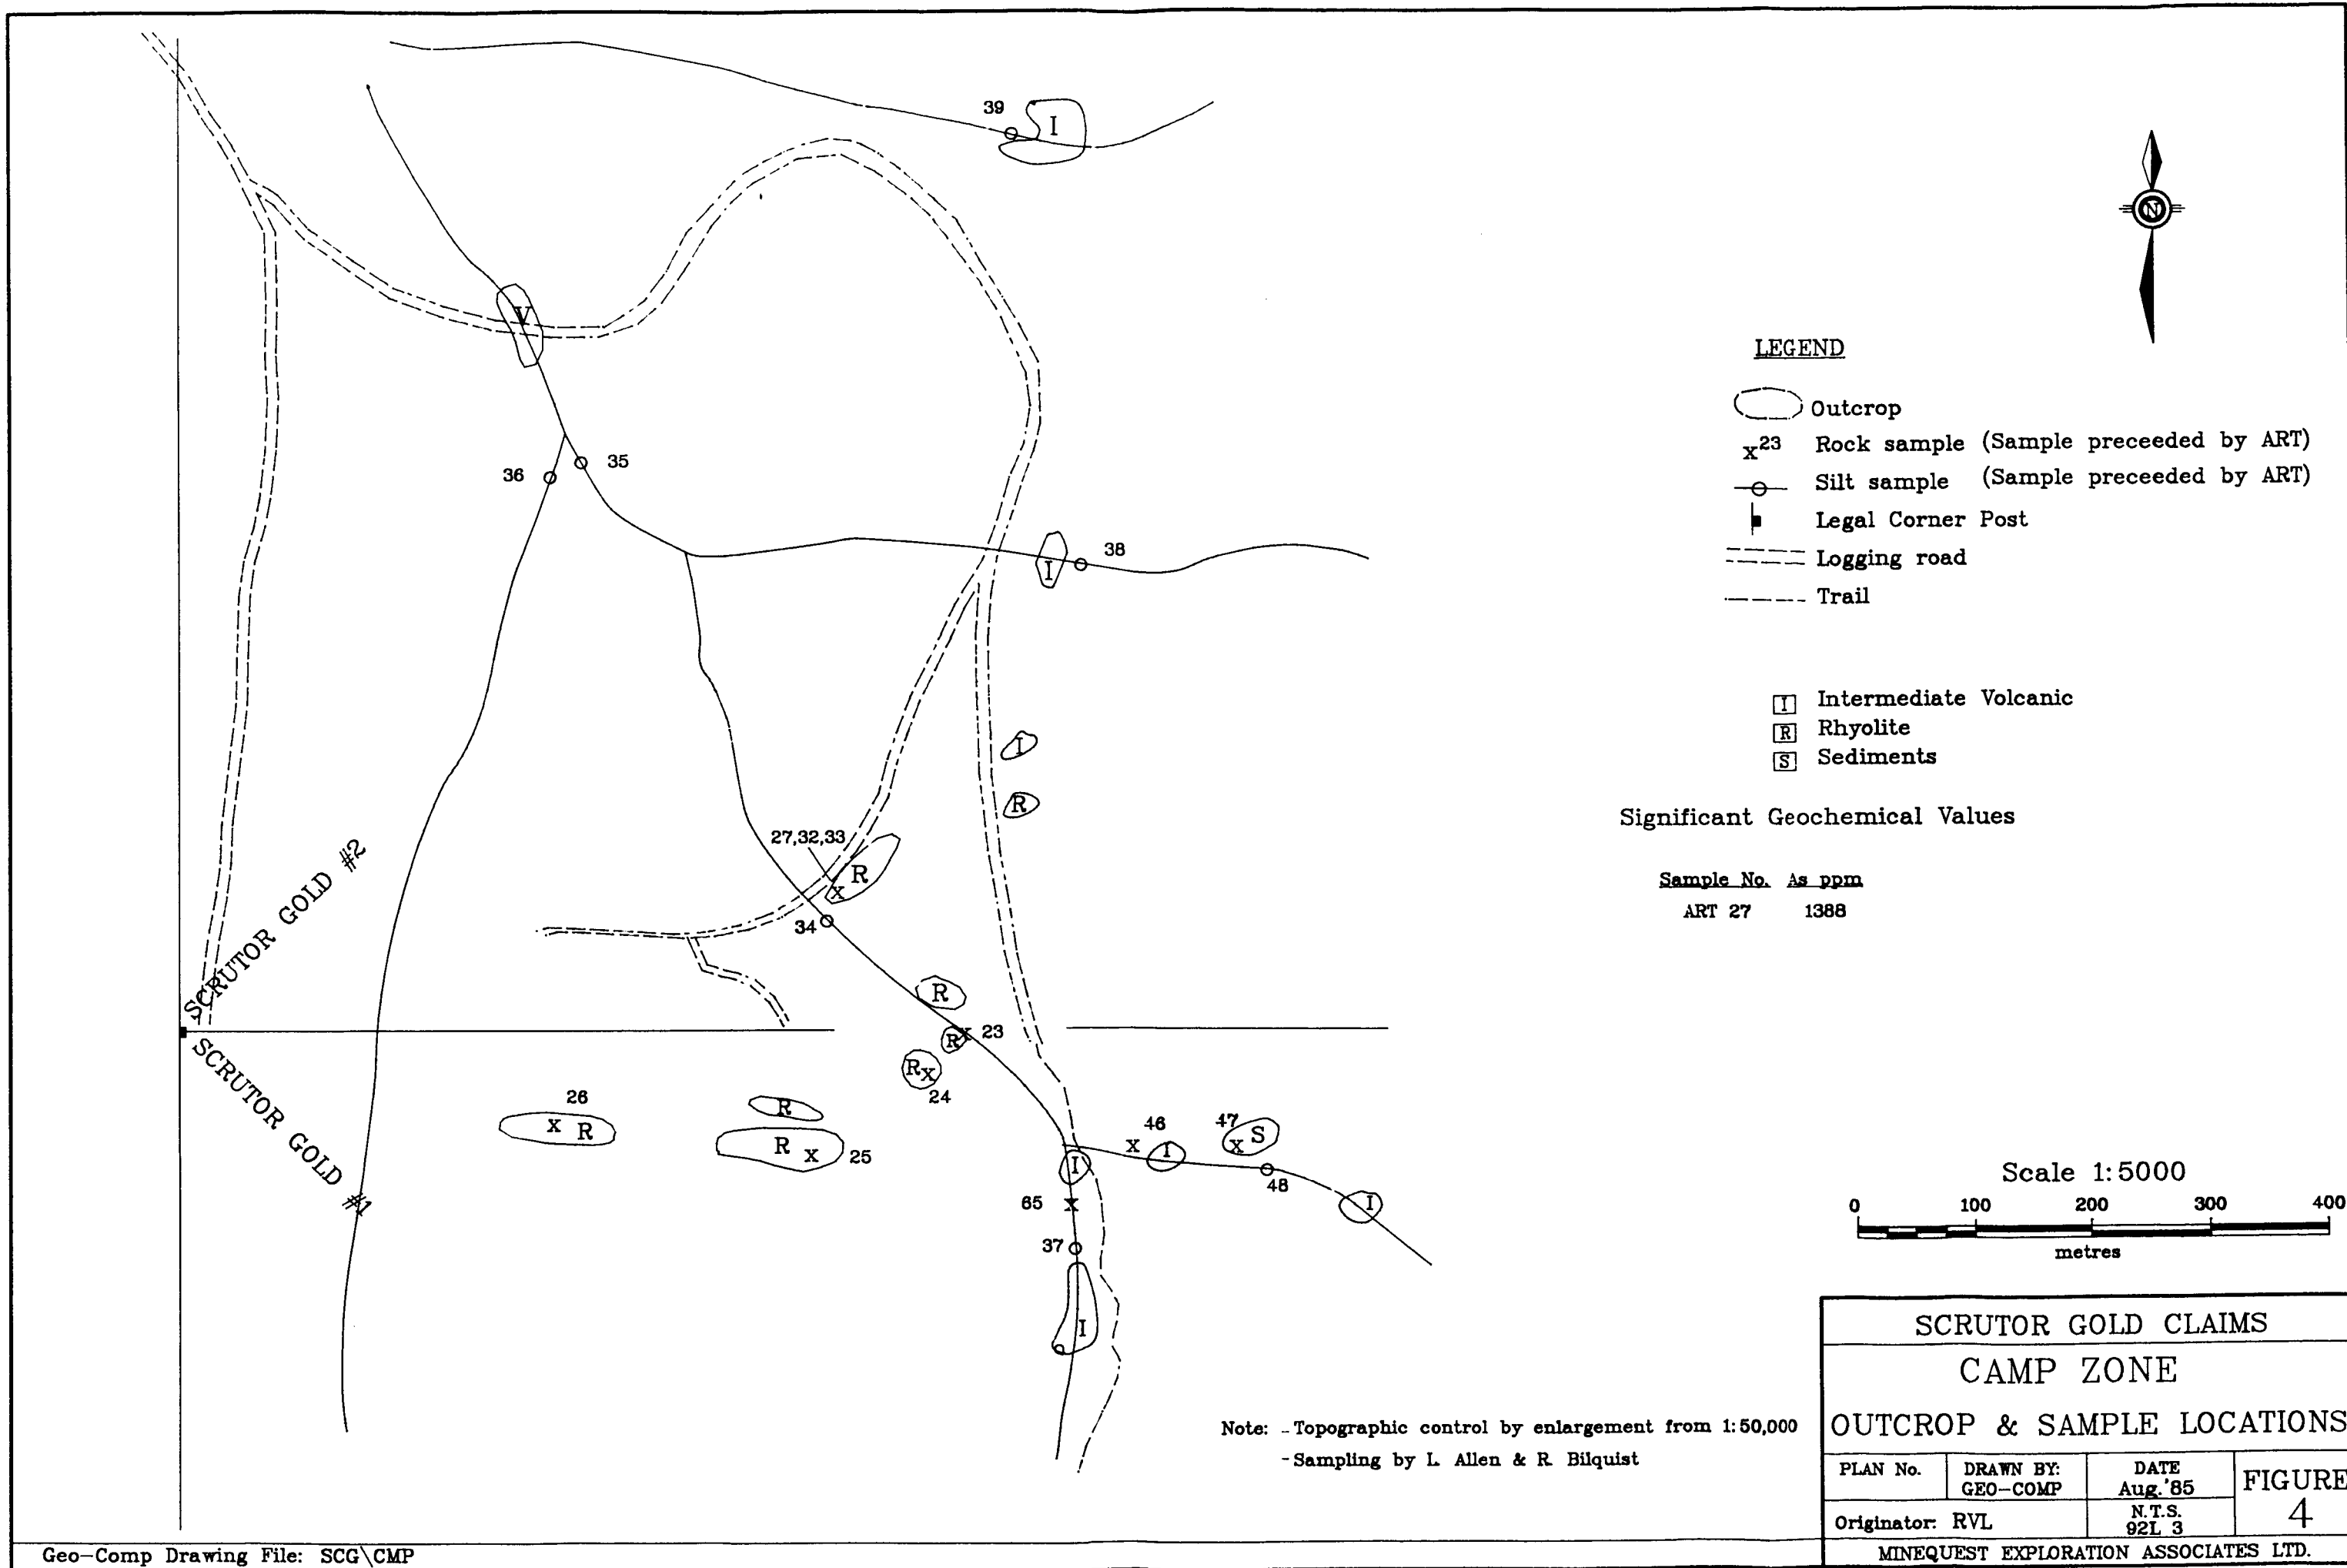 39
I
N
V
LEGEND
Outcrop
x23 Rock sample (Sample preceeded by ART)
Silt sample (Sample preceeded by ART)
Legal Corner Post
Logging road
Trail
36
35
38
I
I Intermediate Volcanic
R Rhyolite
S Sediments
I
R
Significant Geochemical Values
27,32,33
R
x
Sample No. As ppm
ART 27 1388
34
SCRUTOR GOLD #2
R
x 23
R
SCRUTOR GOLD #1
R x
24
26
x R
R
R x
25
46
x I
47
x S
I
48
65
x
I
37
I
Scale 1:5000
0 100 200 300 400
metres
Note: - Topographic control by enlargement from 1:50,000
- Sampling by L. Allen & R. Bilquist
SCRUTOR GOLD CLAIMS
CAMP ZONE
OUTCROP & SAMPLE LOCATIONS
PLAN No.
DRAWN BY:
GEO-COMP
DATE
Aug.'85
FIGURE
4
Originator: RVL
N.T.S.
92L 3
MINEQUEST EXPLORATION ASSOCIATES LTD.
Geo-Comp Drawing File: SCG\CMP